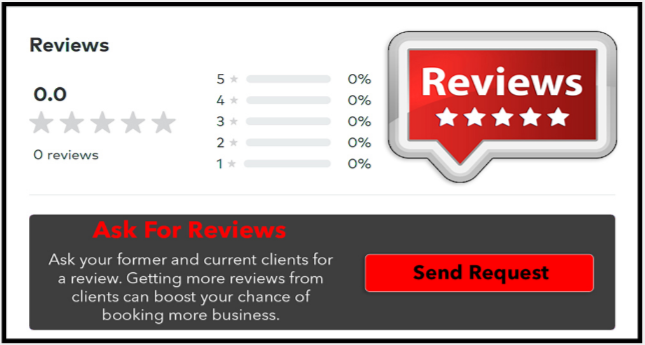 Reviews
0.0
0 reviews
5 0%
4 0%
3 0%
2 0%
1 0%
Reviews
Ask For Reviews
Ask your former and current clients for
a review. Getting more reviews from
clients can boost your chance of
booking more business.
Send Request